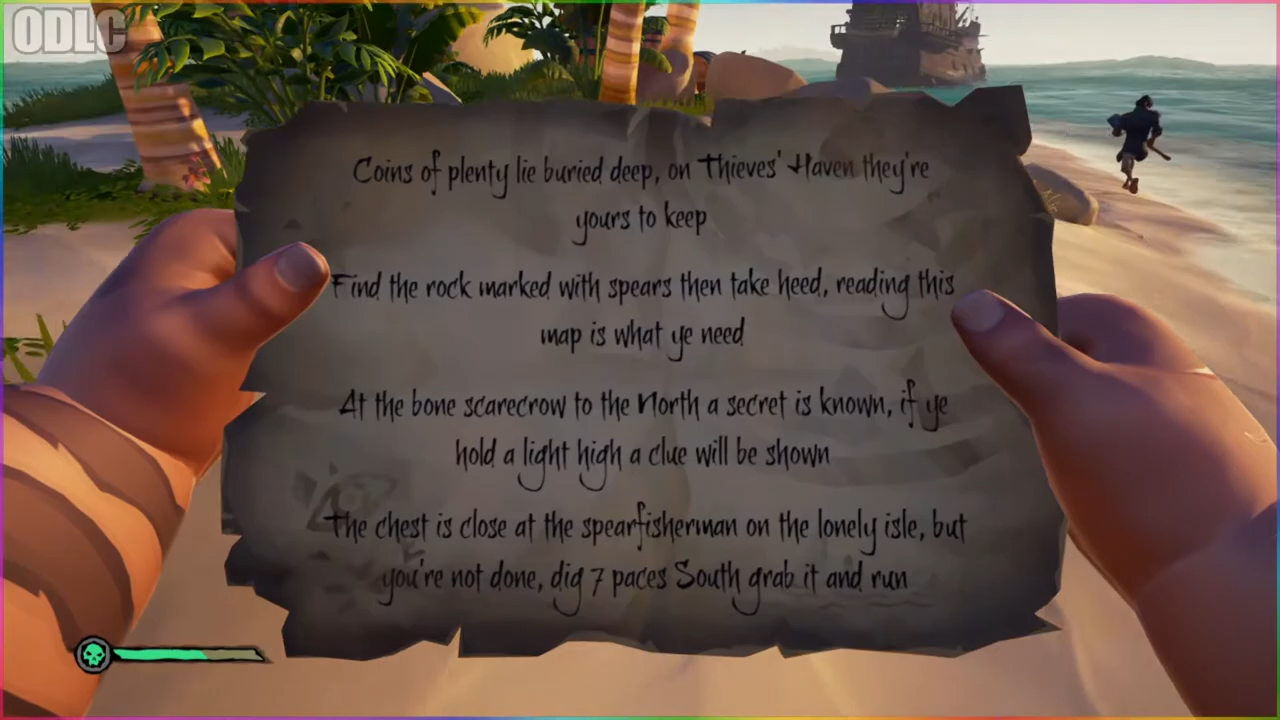 ODLC
Coins of plenty lie buried deep, on Thieves' Haven they're
yours to keep
Find the rock marked with spears then take heed, reading this
map is what ye need
At the bone scarecrow to the North a secret is known, if ye
hold a light high a clue will be shown
The chest is close at the spearfisherman on the lonely isle, but
you're not done, dig 7 paces South grab it and run